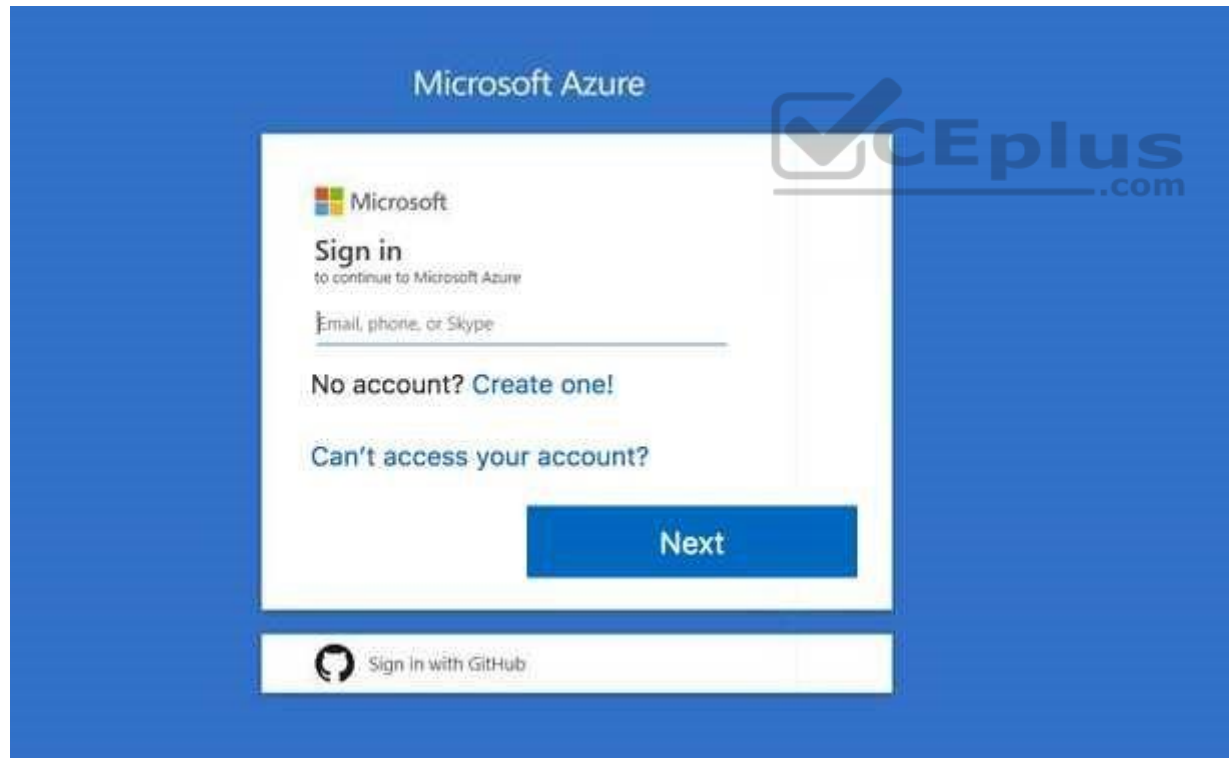 Microsoft Azure
CEplus
.com
Microsoft
Sign in
to continue to Microsoft Azure
Email, phone, or Skype
No account? Create one!
Can't access your account?
Next
Sign in with GitHub